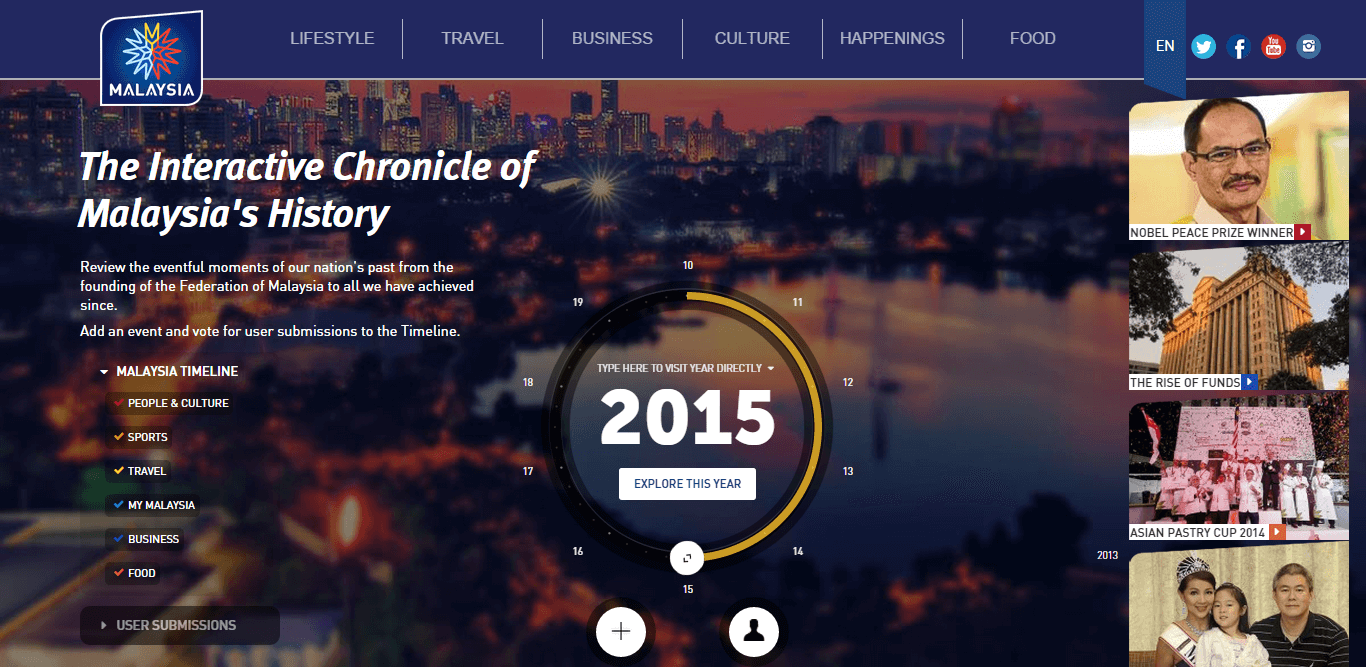 MALAYSIA
LIFESTYLE
TRAVEL
BUSINESS
CULTURE
HAPPENINGS
FOOD
EN
You
Tube
The Interactive Chronicle of
Malaysia's History
Review the eventful moments of our nation's past from the
founding of the Federation of Malaysia to all we have achieved
since.
Add an event and vote for user submissions to the Timeline.
MALAYSIA TIMELINE
PEOPLE & CULTURE
SPORTS
TRAVEL
MY MALAYSIA
BUSINESS
FOOD
USER SUBMISSIONS
10
11
12
13
14
15
16
17
18
19
TYPE HERE TO VISIT YEAR DIRECTLY
2015
EXPLORE THIS YEAR
2013
NOBEL PEACE PRIZE WINNER
THE RISE OF FUNDS
ASIAN PASTRY CUP 2014